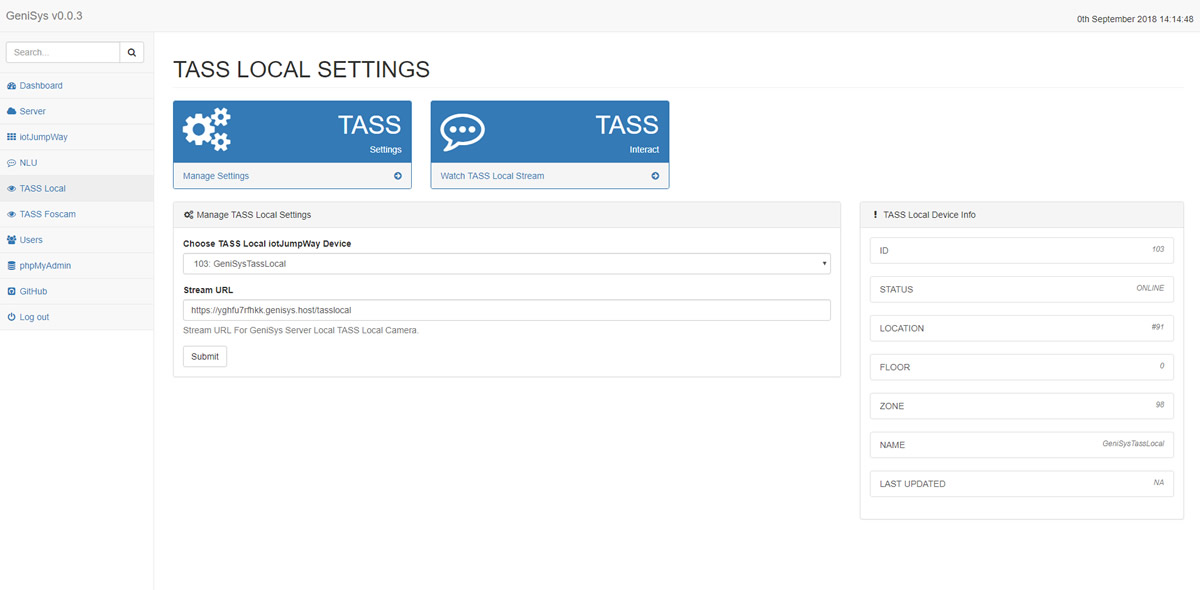 GeniSys v0.0.3
0th September 2018 14:14:48
Search...
Dashboard
Server
iotJumpWay
NLU
TASS Local
TASS Foscam
Users
phpMyAdmin
GitHub
Log out
TASS LOCAL SETTINGS
TASS
Settings
Manage Settings
TASS
Interact
Watch TASS Local Stream
Manage TASS Local Settings
Choose TASS Local iotJumpWay Device
103: GeniSysTassLocal
Stream URL
https://yghfu7rfhkk.genisys.host/tasslocal
Stream URL For GeniSys Server Local TASS Local Camera.
Submit
TASS Local Device Info
ID 103
STATUS ONLINE
LOCATION #91
FLOOR 0
ZONE 98
NAME GeniSysTassLocal
LAST UPDATED NA